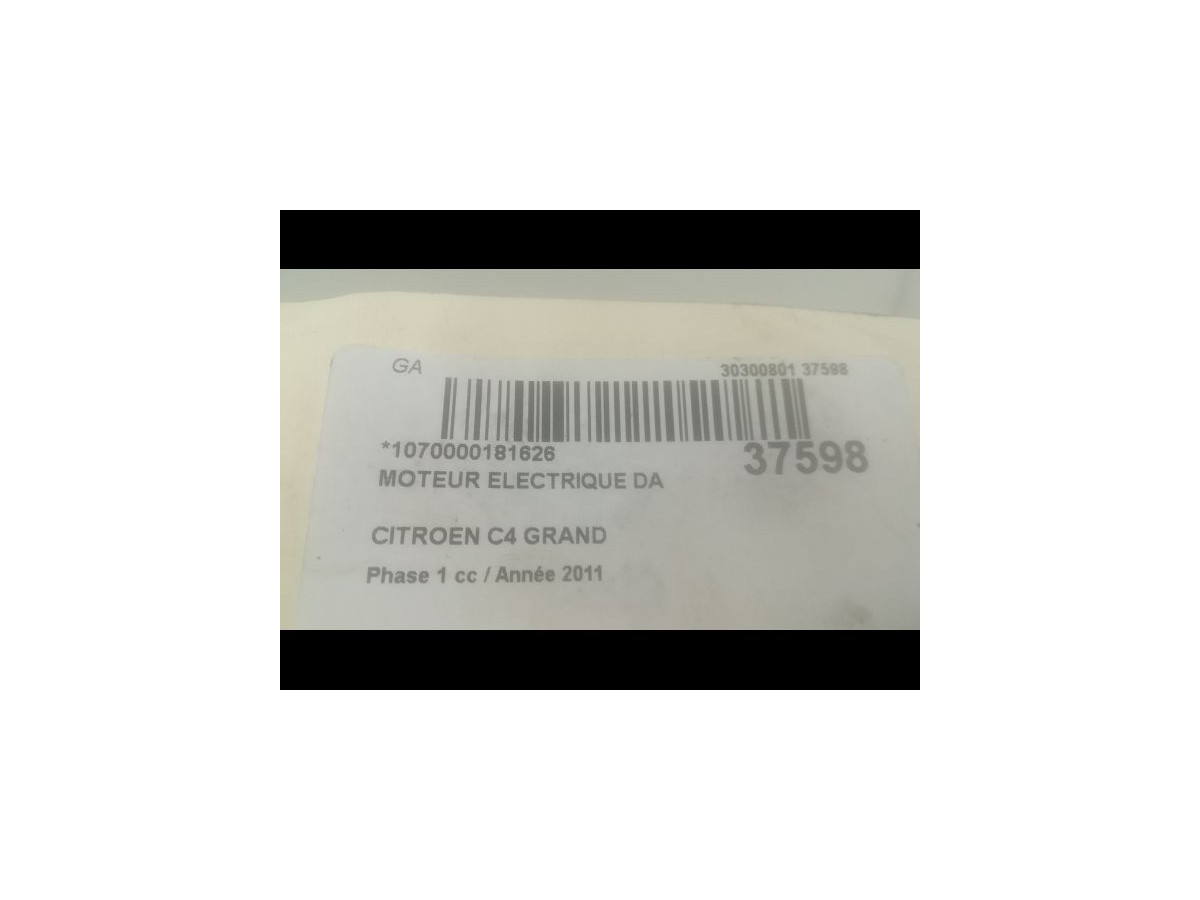 GA 30300801 37598
*1070000181626 37598
MOTEUR ELECTRIQUE DA
CITROEN C4 GRAND
Phase 1 cc / Année 2011